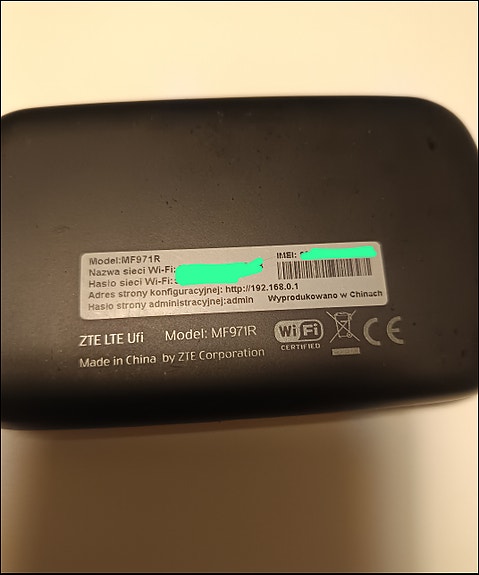 Model:MF971R
IMEI:
Nazwa sieci Wi-Fi:
Hasło sieci Wi-Fi:
Adres strony konfiguracyjnej: http://192.168.0.1
Hasło strony administracyjnej:admin Wyprodukowano w Chinach
ZTE LTE Ufi Model: MF971R
Wi Fi
CERTIFIED
CE
Made in China by ZTE Corporation